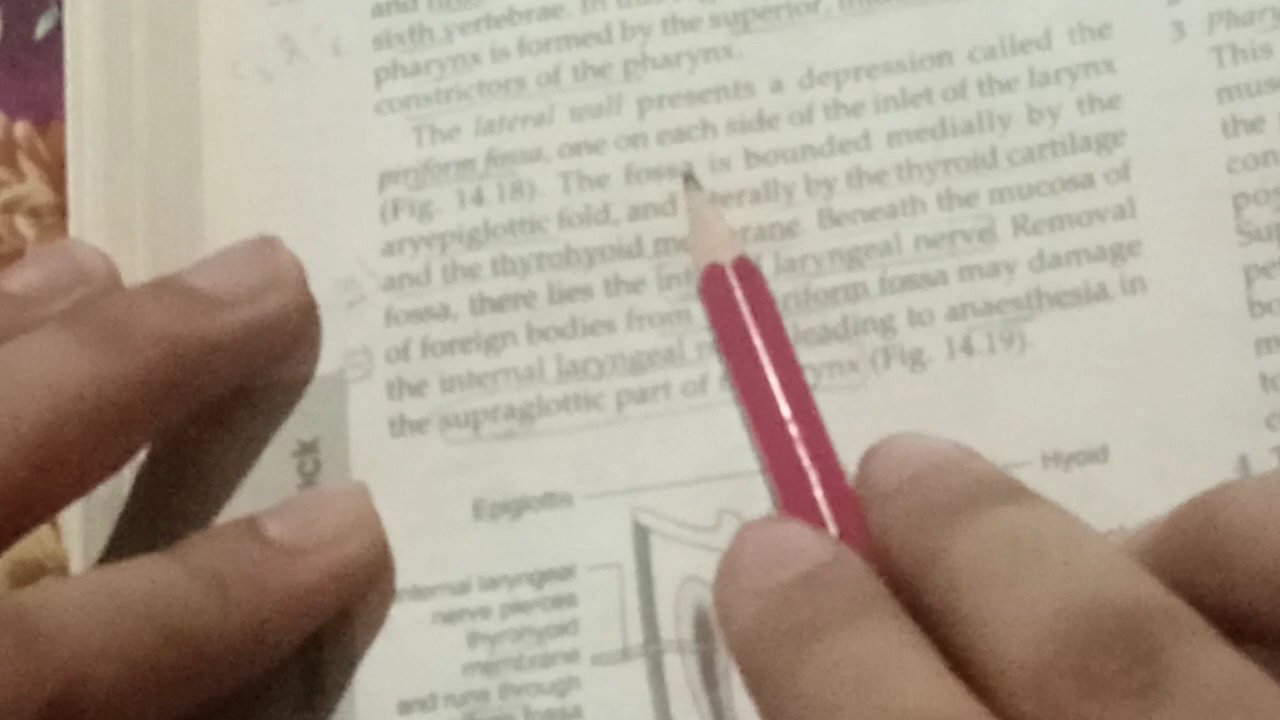 sixth vertebrae. In
pharynx is formed by the superior,
constrictors of the pharynx.
The lateral wall presents a depression called the
piriform fossa, one on each side of the inlet of the larynx
(Fig. 14.18). The fossa is bounded medially by the
aryepiglottic fold, and laterally by the thyroid cartilage
and the thyrohyoid Beneath the mucosa of
fossa, there lies the laryngeal nerve. Removal
of foreign bodies from fossa may damage
the internal laryngeal leading to anaesthesia in
the supraglottic part of (Fig. 14.19).
Epiglottis
Hyoid
internal laryngeal
nerve pierces
thyrohyoid
membrane
and runs through
fossa
ck
3
This
the